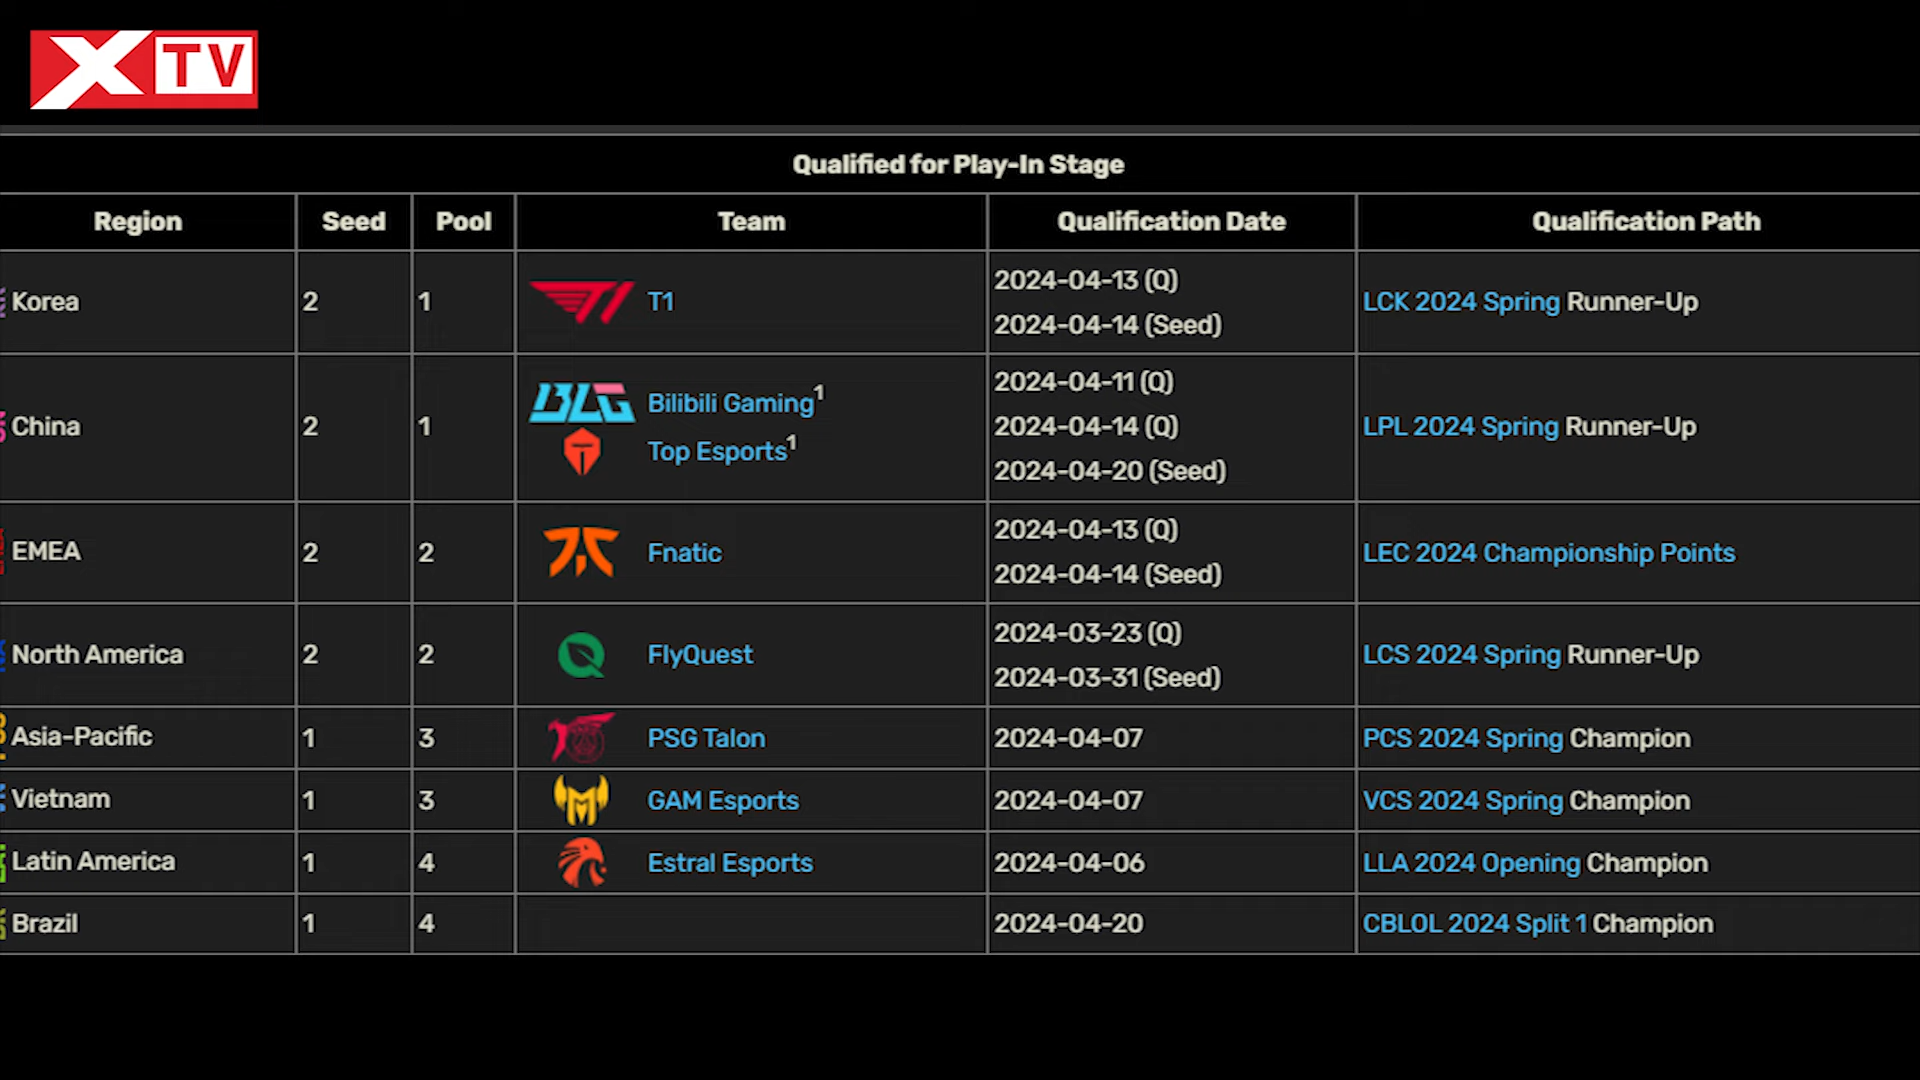 XTV
Qualified for Play-In Stage
Region Seed Pool Team Qualification Date Qualification Path
Korea 2 1 T1 2024-04-13 (Q) LCK 2024 Spring Runner-Up
2024-04-14 (Seed)
China 2 1 BLG Bilibili Gaming¹ 2024-04-11 (Q) LPL 2024 Spring Runner-Up
Top Esports¹ 2024-04-14 (Q)
2024-04-20 (Seed)
EMEA 2 2 Fnatic 2024-04-13 (Q) LEC 2024 Championship Points
2024-04-14 (Seed)
North America 2 2 FlyQuest 2024-03-23 (Q) LCS 2024 Spring Runner-Up
2024-03-31 (Seed)
Asia-Pacific 1 3 PSG Talon 2024-04-07 PCS 2024 Spring Champion
Vietnam 1 3 GAM Esports 2024-04-07 VCS 2024 Spring Champion
Latin America 1 4 Estral Esports 2024-04-06 LLA 2024 Opening Champion
Brazil 1 4 2024-04-20 CBLOL 2024 Split 1 Champion